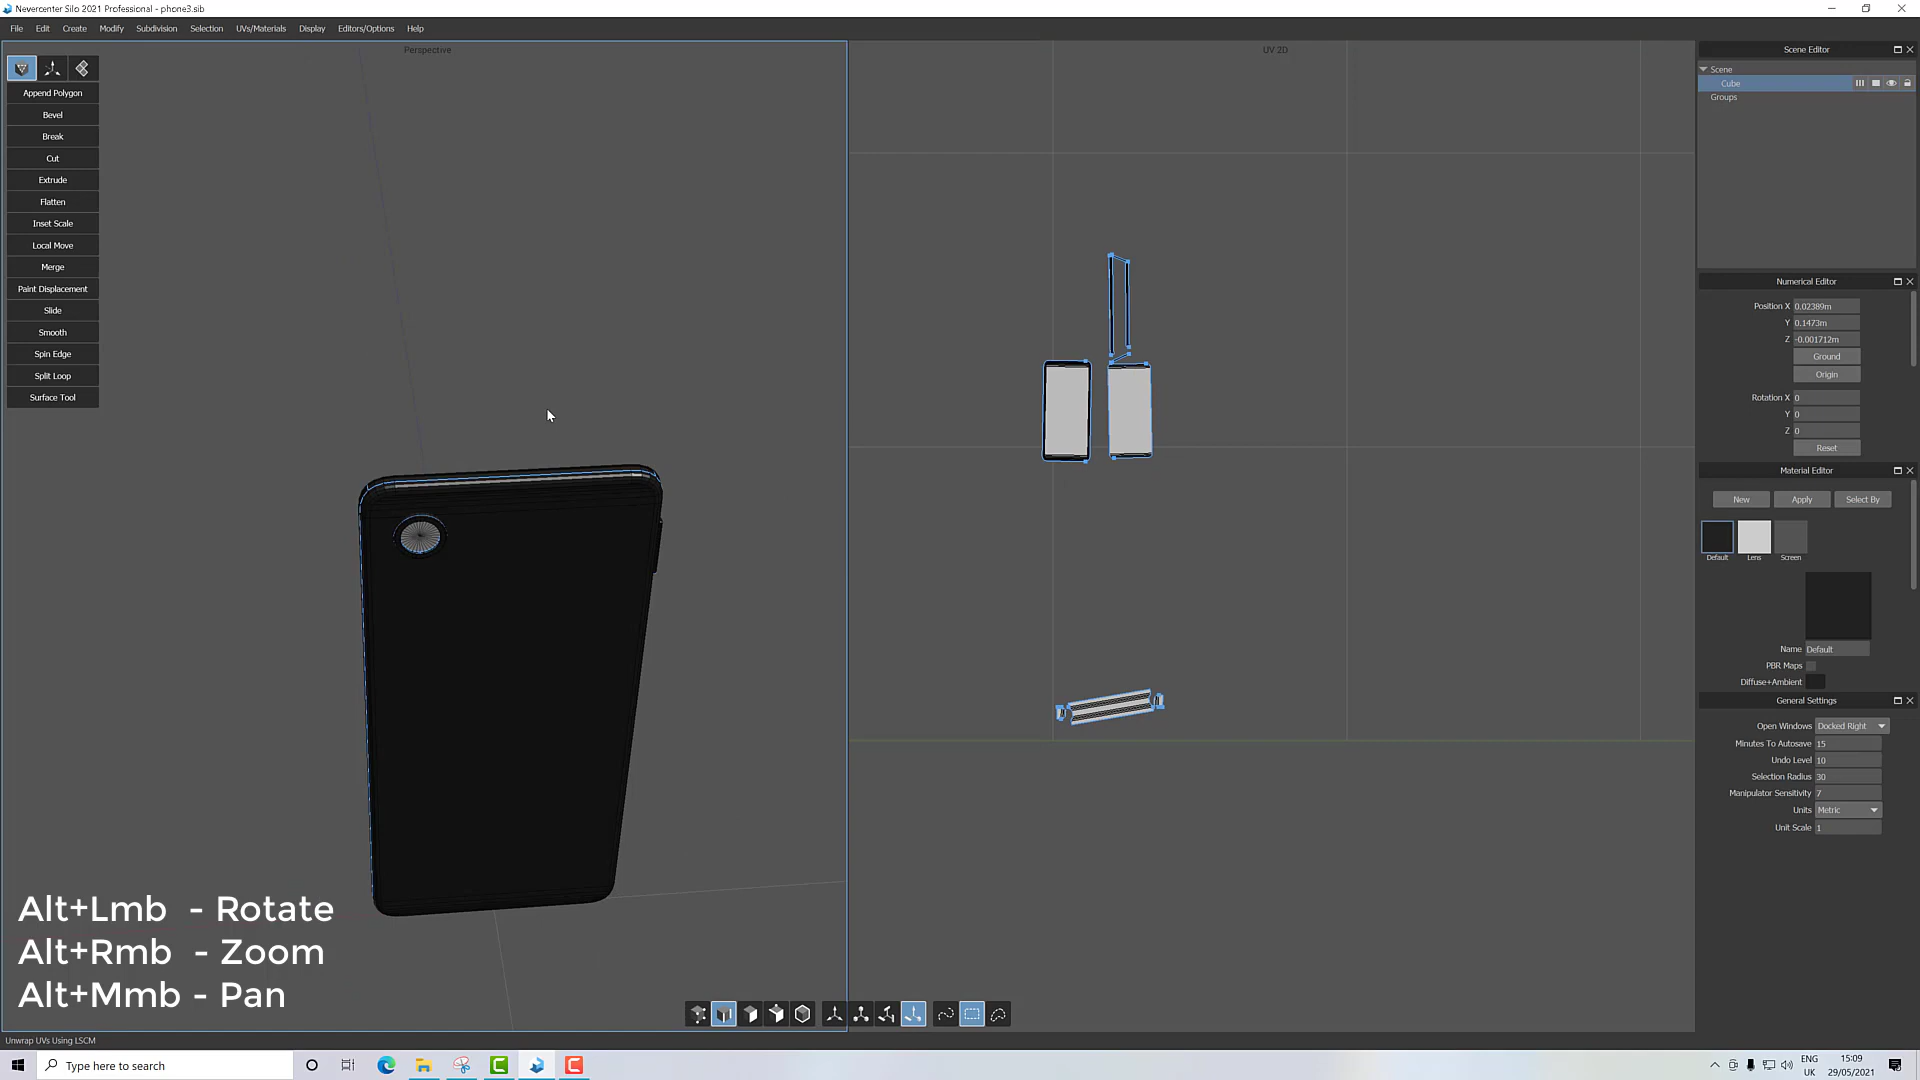 Nevercenter Silo 2021 Professional - phone3.sib
File Edit Create Modify Subdivision Selection UVs/Materials Display Editors/Options Help
Perspective
UV 2D
Append Polygon
Bevel
Break
Cut
Extrude
Flatten
Inset Scale
Local Move
Merge
Paint Displacement
Slide
Smooth
Spin Edge
Split Loop
Surface Tool
Scene Editor
Scene
Cube
Groups
Numerical Editor
Position X 0.02389m
Y 0.1473m
Z -0.001712m
Ground
Origin
Rotation X 0
Y 0
Z 0
Reset
Material Editor
New Apply Select By
Default Lens Screen
Name Default
PBR Maps
Diffuse+Ambient
General Settings
Open Windows Docked Right
Minutes To Autosave 15
Undo Level 10
Selection Radius 30
Manipulator Sensitivity 7
Units Metric
Unit Scale 1
Alt+Lmb - Rotate
Alt+Rmb - Zoom
Alt+Mmb - Pan
Unwrap UVs Using LSCM
Type here to search
ENG
UK
15:09
29/05/2021